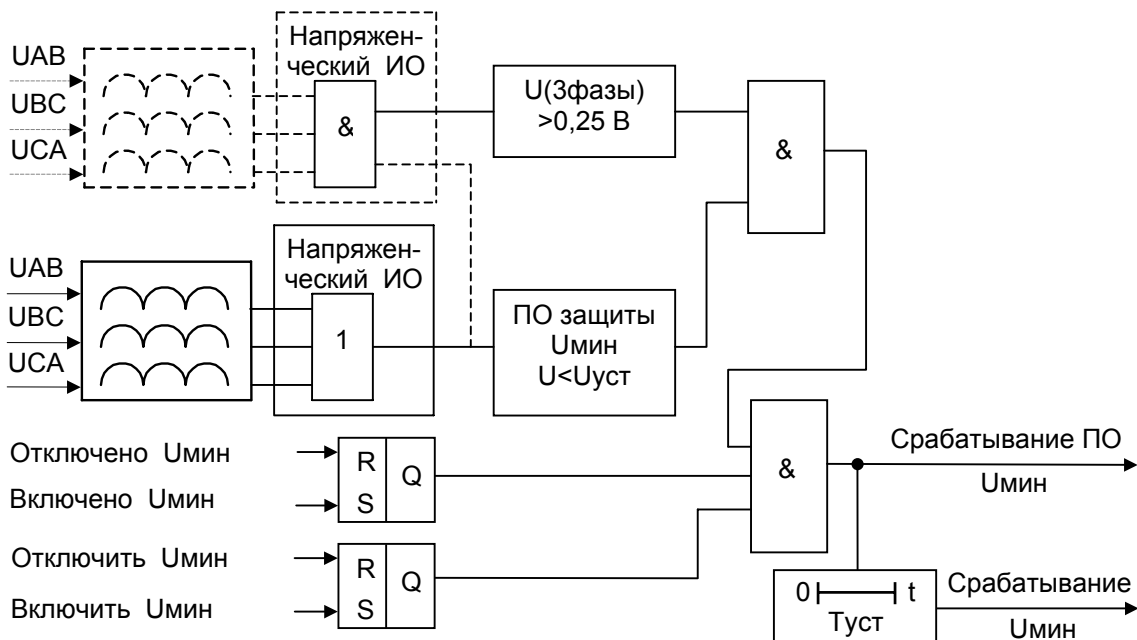 Напряжен-
ческий ИО
UAB
UBC
UCA
&
U(3фазы)
>0,25 В
&
Напряжен-
ческий ИО
UAB
UBC
UCA
1
ПО защиты
Uмин
U<Uуст
Отключено Uмин
Включено Uмин
R
S
Q
&
Срабатывание ПО
Uмин
Отключить Uмин
Включить Uмин
R
S
Q
0 t
Tуст
Срабатывание
Uмин